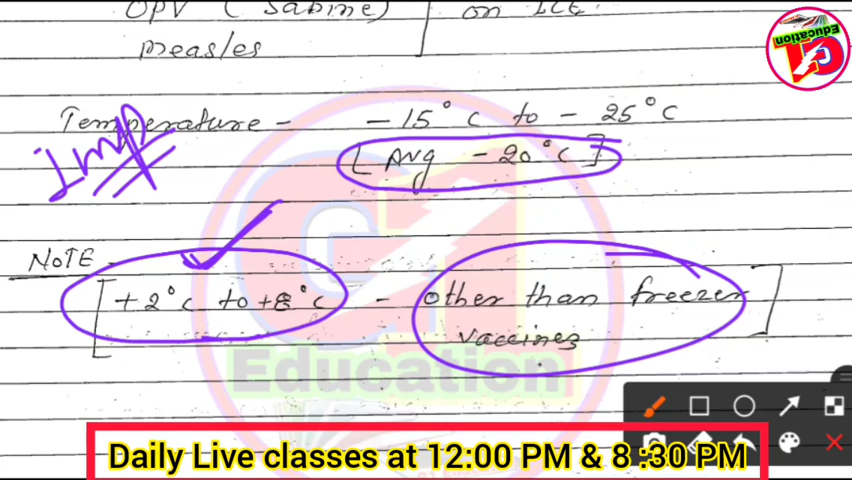 OPV (Sabine) on ICE
measles
Education
Temperature - -15°C to - 25°C
Imp
[Avg -20°C]
NOTE -
[+2°C to +8°C - Other than freezer
vaccines]
Education
Daily Live classes at 12:00 PM & 8 :30 PM